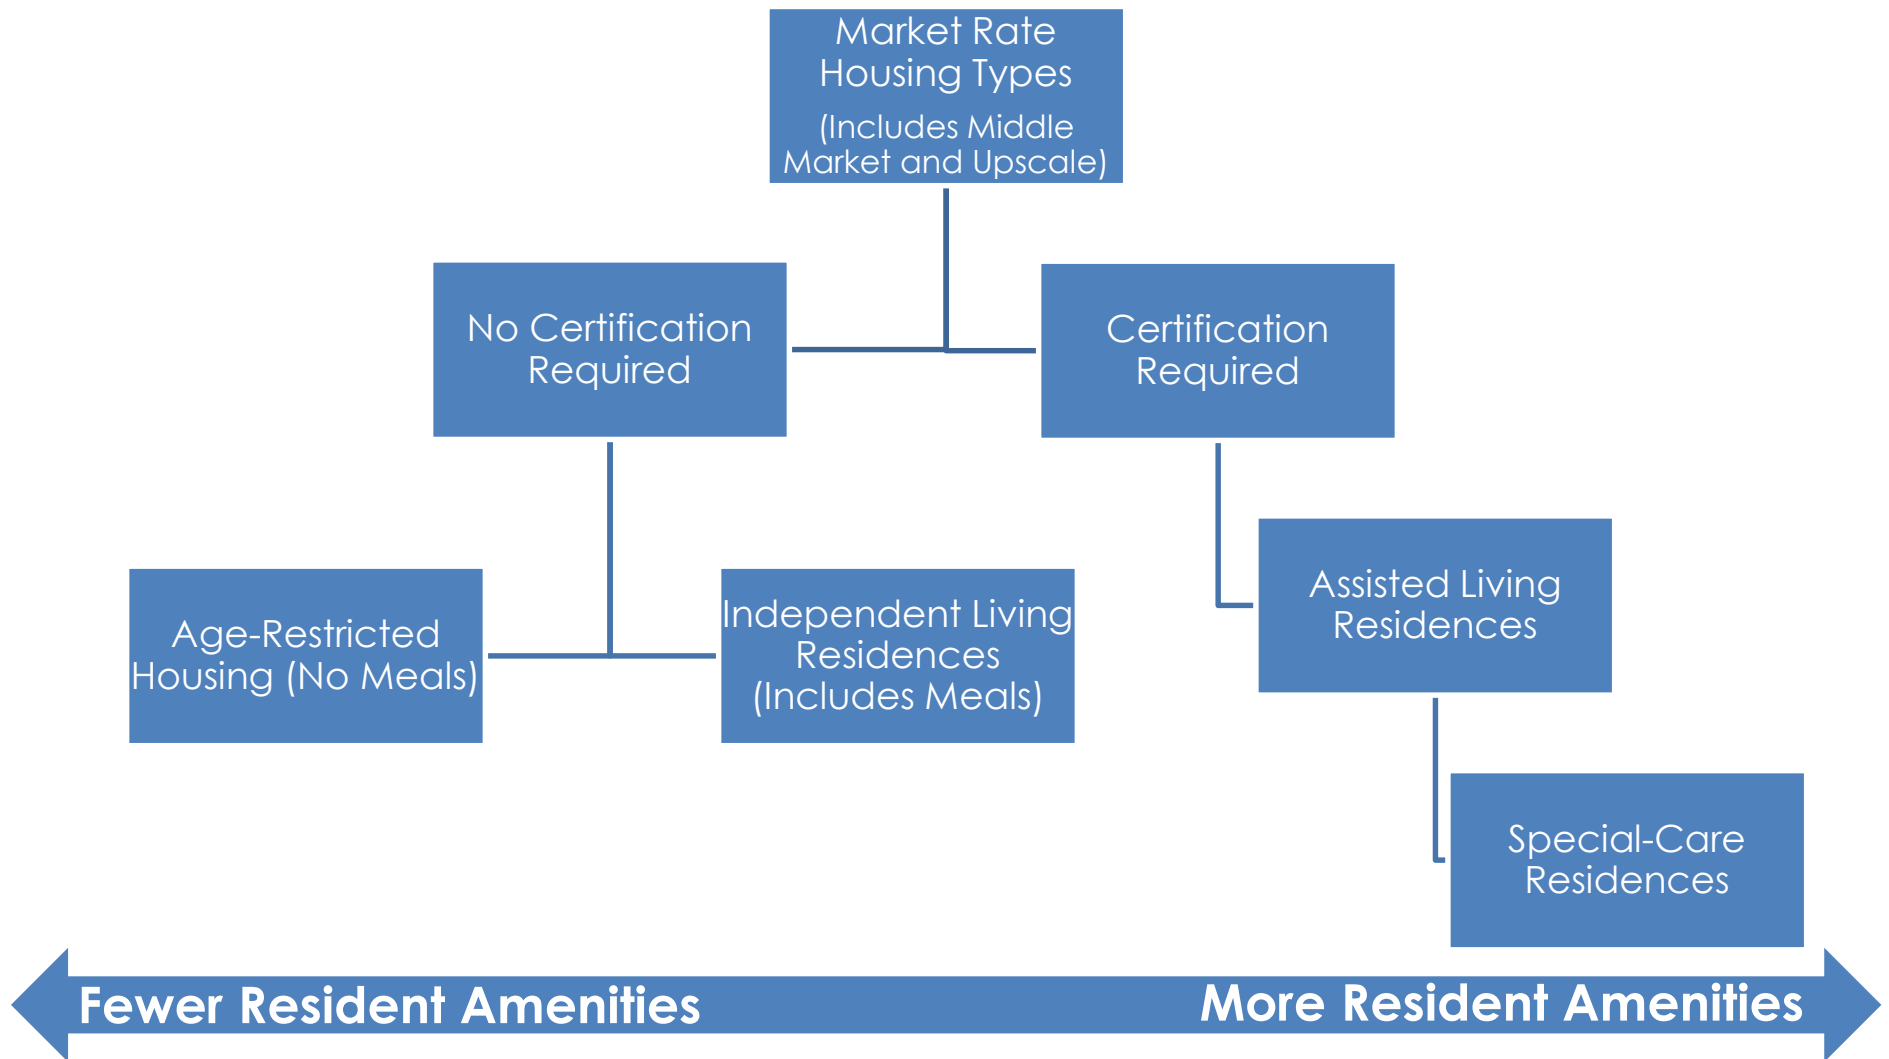 Market Rate
Housing Types
(Includes Middle
Market and Upscale)
No Certification
Required
Certification
Required
Age-Restricted
Housing (No Meals)
Independent Living
Residences
(Includes Meals)
Assisted Living
Residences
Special-Care
Residences
Fewer Resident Amenities
More Resident Amenities